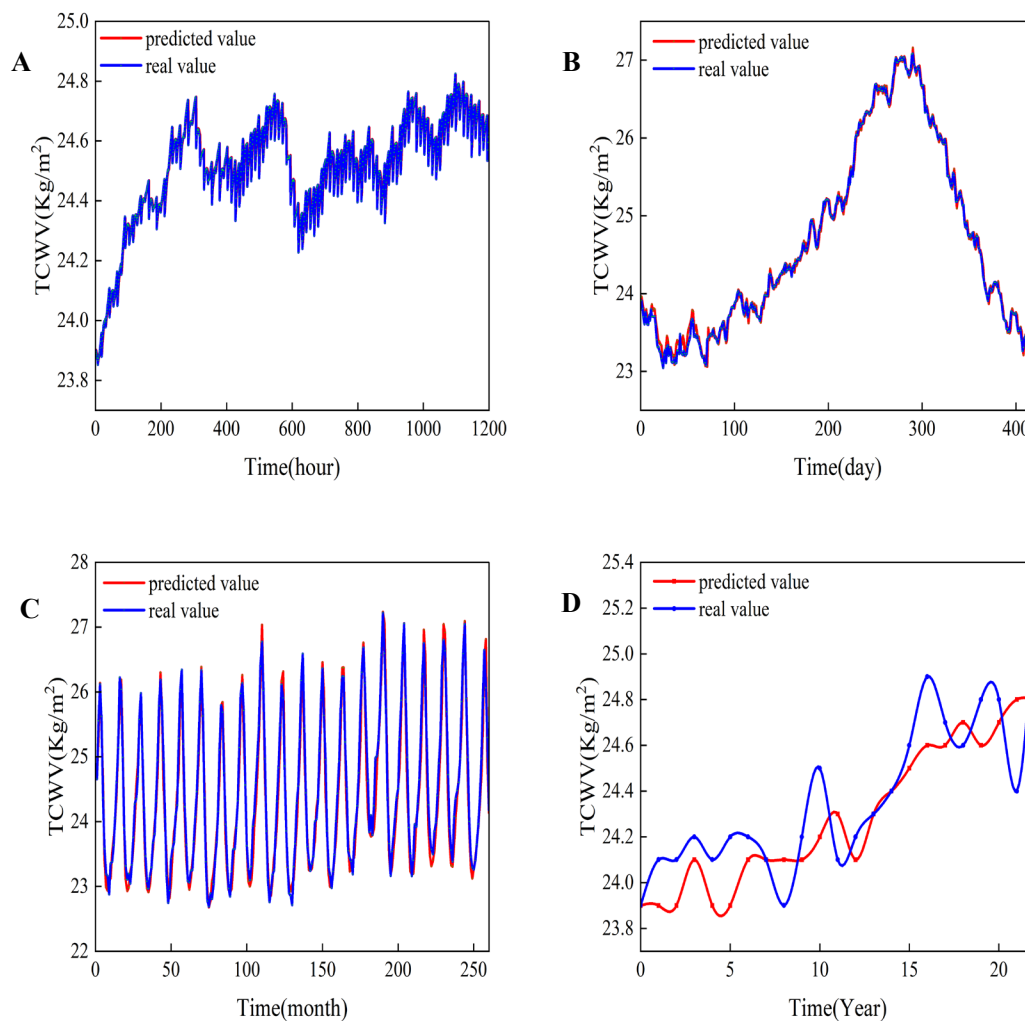 A
25.0
24.8
24.6
24.4
24.2
24.0
23.8
TCWV(Kg/m²)
predicted value
real value
0 200 400 600 800 1000 1200
Time(hour)
B
27
26
25
24
23
TCWV(Kg/m²)
predicted value
real value
0 100 200 300 400
Time(day)
C
28
27
26
25
24
23
22
TCWV(Kg/m²)
predicted value
real value
0 50 100 150 200 250
Time(month)
D
25.4
25.2
25.0
24.8
24.6
24.4
24.2
24.0
23.8
TCWV(Kg/m²)
predicted value
real value
0 5 10 15 20
Time(Year)